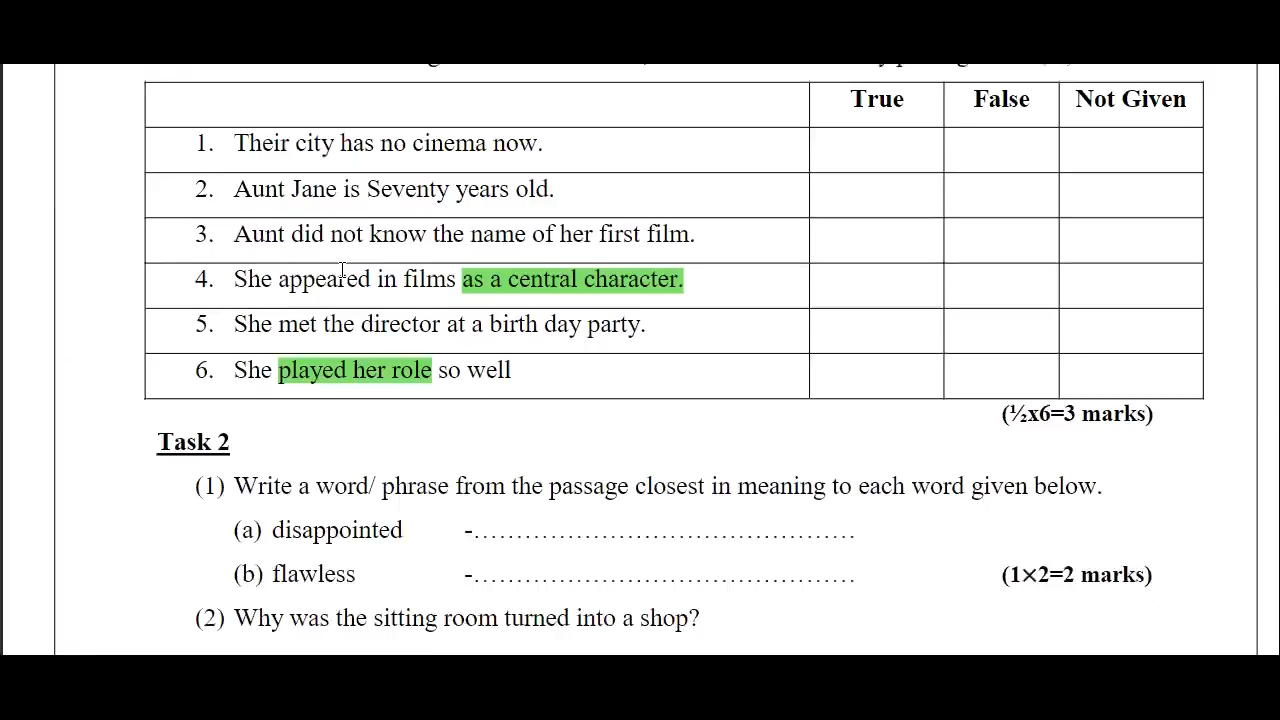 True False Not Given
1. Their city has no cinema now.
2. Aunt Jane is Seventy years old.
3. Aunt did not know the name of her first film.
4. She appeared in films as a central character.
5. She met the director at a birth day party.
6. She played her role so well
(½x6=3 marks)
Task 2
(1) Write a word/ phrase from the passage closest in meaning to each word given below.
(a) disappointed -..........................................
(b) flawless -.......................................... (1×2=2 marks)
(2) Why was the sitting room turned into a shop?